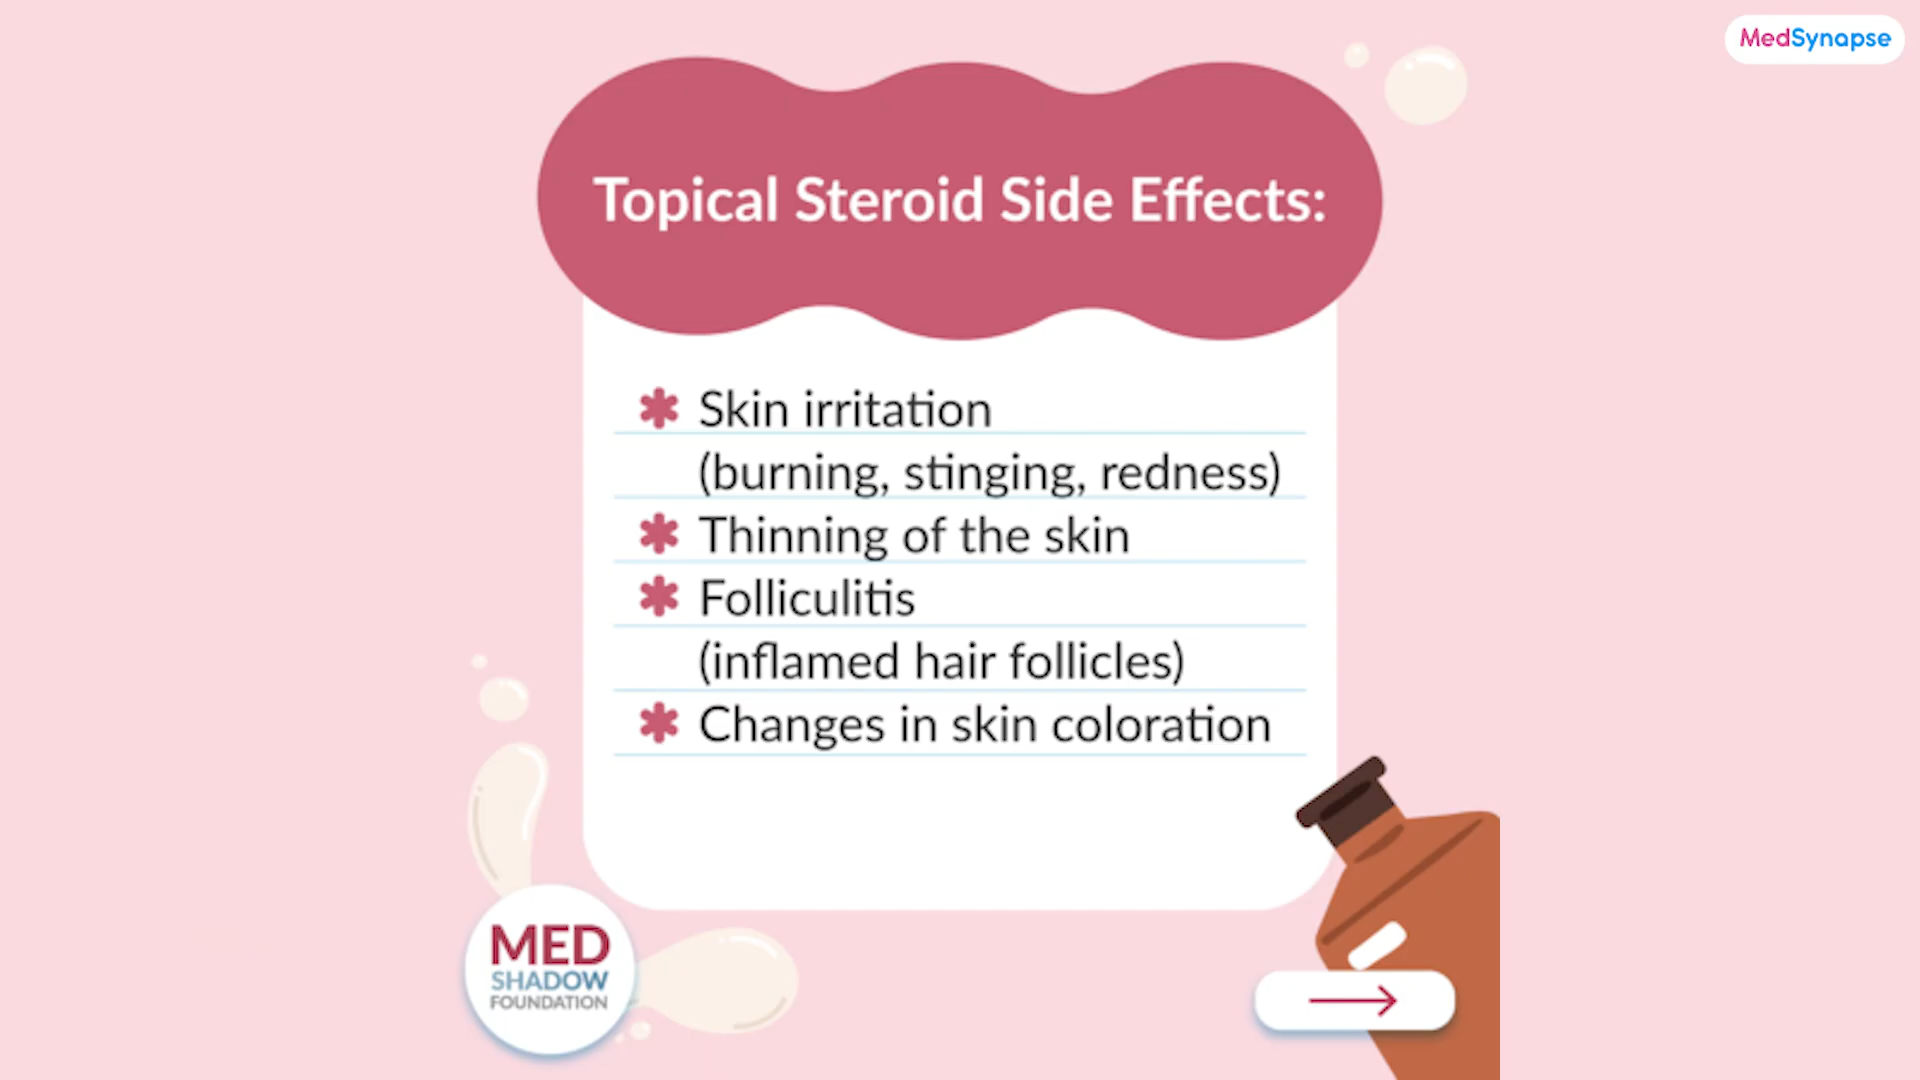 MedSynapse
Topical Steroid Side Effects:
Skin irritation
(burning, stinging, redness)
Thinning of the skin
Folliculitis
(inflamed hair follicles)
Changes in skin coloration
MED
SHADOW
FOUNDATION